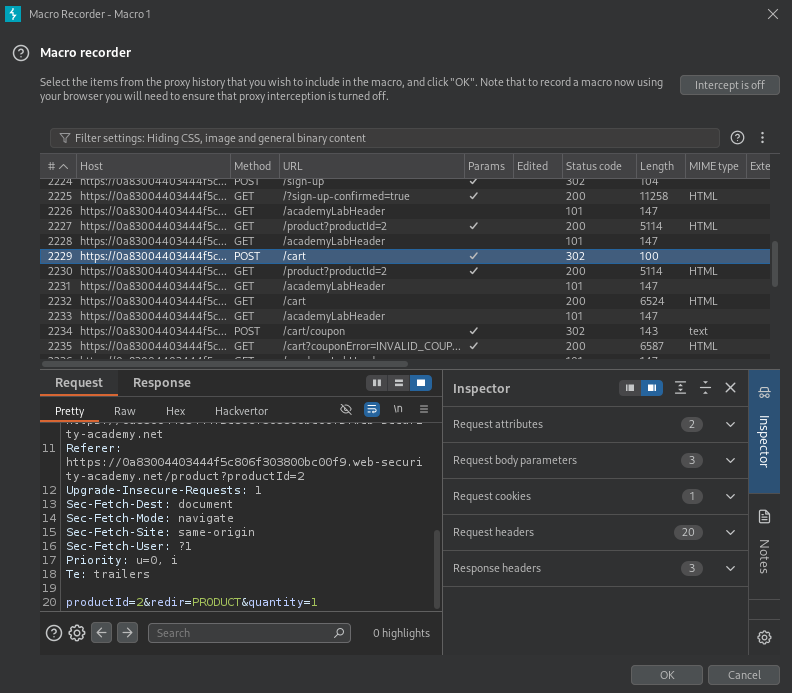 Macro Recorder - Macro 1
Macro recorder
Select the items from the proxy history that you wish to include in the macro, and click "OK". Note that to record a macro now using
your browser you will need to ensure that proxy interception is turned off.
Intercept is off
Filter settings: Hiding CSS, image and general binary content
# Host Method URL Params Edited Status code Length MIME type Exte
2224 https://0a83004403444f5c... POST /sign-up ✓ 302 104
2225 https://0a83004403444f5c... GET /?sign-up-confirmed=true ✓ 200 11258 HTML
2226 https://0a83004403444f5c... GET /academyLabHeader 101 147
2227 https://0a83004403444f5c... GET /product?productId=2 ✓ 200 5114 HTML
2228 https://0a83004403444f5c... GET /academyLabHeader 101 147
2229 https://0a83004403444f5c... POST /cart ✓ 302 100
2230 https://0a83004403444f5c... GET /product?productId=2 ✓ 200 5114 HTML
2231 https://0a83004403444f5c... GET /academyLabHeader 101 147
2232 https://0a83004403444f5c... GET /cart 200 6524 HTML
2233 https://0a83004403444f5c... GET /academyLabHeader 101 147
2234 https://0a83004403444f5c... POST /cart/coupon ✓ 302 143 text
2235 https://0a83004403444f5c... GET /cart?couponError=INVALID_COUP... ✓ 200 6587 HTML
Request Response
Pretty Raw Hex Hackvertor
\n
ty-academy.net
11 Referer:
https://0a83004403444f5c806f303800bc00f9.web-securi
ty-academy.net/product?productId=2
12 Upgrade-Insecure-Requests: 1
13 Sec-Fetch-Dest: document
14 Sec-Fetch-Mode: navigate
15 Sec-Fetch-Site: same-origin
16 Sec-Fetch-User: ?1
17 Priority: u=0, i
18 Te: trailers
19
20 productId=2&redir=PRODUCT&quantity=1
Search
0 highlights
Inspector
Request attributes 2
Request body parameters 3
Request cookies 1
Request headers 20
Response headers 3
Inspector
Notes
OK
Cancel